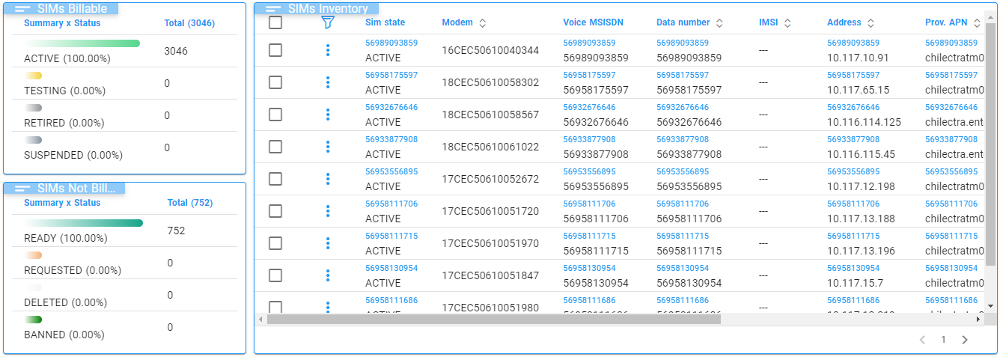 SIMs Billable
Summary x Status Total (3046)
ACTIVE (100.00%) 3046
TESTING (0.00%) 0
RETIRED (0.00%) 0
SUSPENDED (0.00%) 0
SIMs Not Bill...
Summary x Status Total (752)
READY (100.00%) 752
REQUESTED (0.00%) 0
DELETED (0.00%) 0
BANNED (0.00%) 0
SIMs Inventory
Sim state Modem Voice MSISDN Data number IMSI Address Prov. APN
56989093859 56989093859 56989093859 56989093859 56989093859
ACTIVE 16CEC50610040344 56989093859 56989093859 --- 10.117.10.91 chilectratm0
56958175597 56958175597 56958175597 56958175597 56958175597
ACTIVE 18CEC50610058302 56958175597 56958175597 --- 10.117.65.15 chilectratm0
56932676646 56932676646 56932676646 56932676646 56932676646
ACTIVE 18CEC50610058567 56932676646 56932676646 --- 10.116.114.125 chilectra.ent
56933877908 56933877908 56933877908 56933877908 56933877908
ACTIVE 18CEC50610061022 56933877908 56933877908 --- 10.116.115.45 chilectra.ent
56953556895 56953556895 56953556895 56953556895 56953556895
ACTIVE 17CEC50610052672 56953556895 56953556895 --- 10.117.12.198 chilectratm0
56958111706 56958111706 56958111706 56958111706 56958111706
ACTIVE 17CEC50610051720 56958111706 56958111706 --- 10.117.13.188 chilectratm0
56958111715 56958111715 56958111715 56958111715 56958111715
ACTIVE 17CEC50610051970 56958111715 56958111715 --- 10.117.13.196 chilectratm0
56958130954 56958130954 56958130954 56958130954 56958130954
ACTIVE 17CEC50610051847 56958130954 56958130954 --- 10.117.15.7 chilectratm0
56958111686 56958111686 56958111686 56958111686 56958111686
ACTIVE 17CEC50610051980 56958111686 56958111686 ---
1